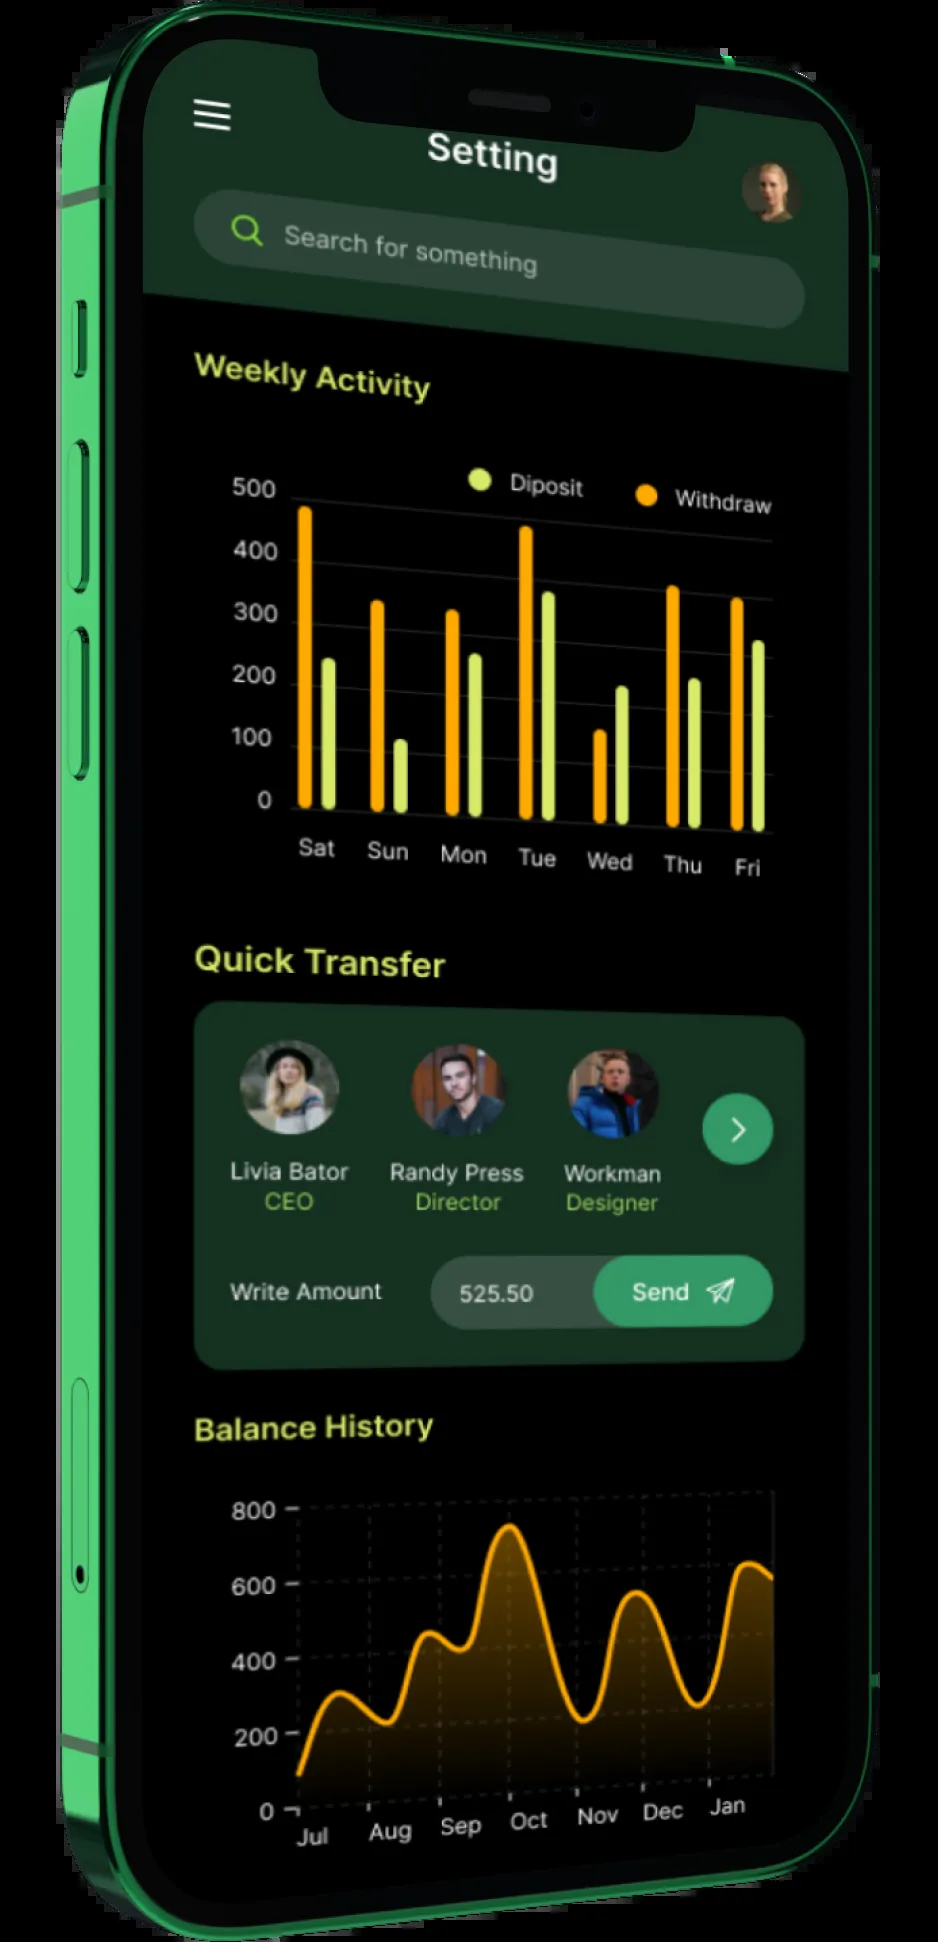 Setting
Search for something
Weekly Activity
Diposit Withdraw
500
400
300
200
100
0
Sat Sun Mon Tue Wed Thu Fri
Quick Transfer
Livia Bator Randy Press Workman
CEO Director Designer
Write Amount 525.50 Send
Balance History
800
600
400
200
0
Jul Aug Sep Oct Nov Dec Jan